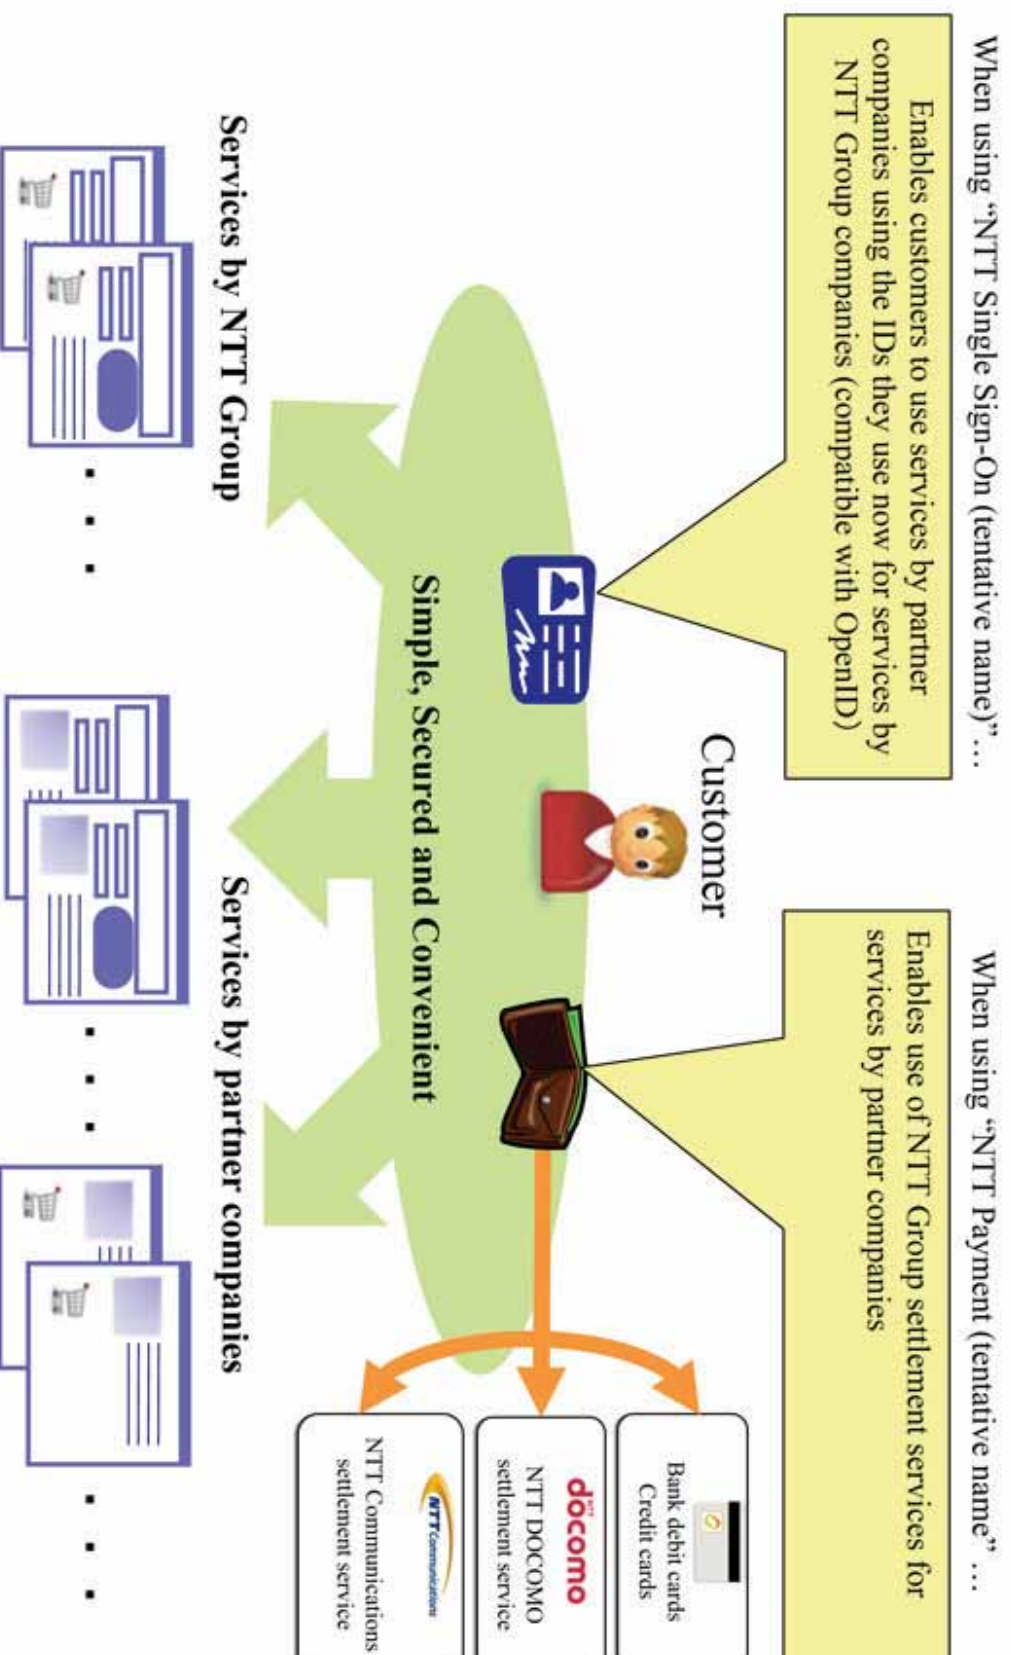 When using “NTT Single Sign-On (tentative name)” …
Enables customers to use services by partner
companies using the IDs they use now for services by
NTT Group companies (compatible with OpenID)
When using “NTT Payment (tentative name” …
Enables use of NTT Group settlement services for
services by partner companies
Customer
Simple, Secured and Convenient
Bank debit cards
Credit cards
NTT
döcomo
NTT DOCOMO
settlement service
NTT Communications
NTT Communications
settlement service
Services by NTT Group
Services by partner companies